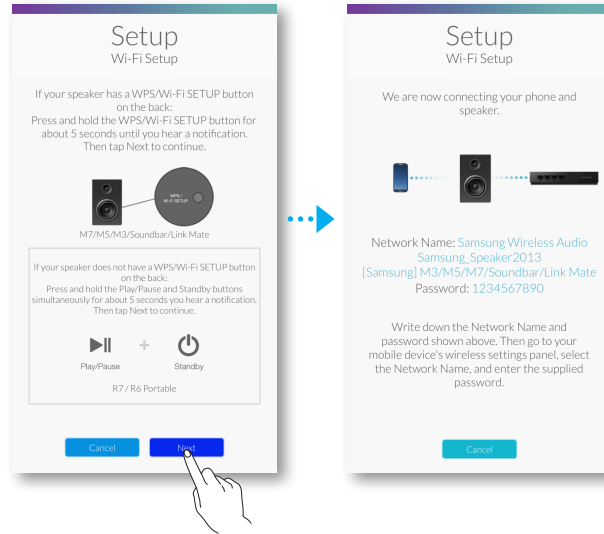 Setup
Wi-Fi Setup
If your speaker has a WPS/Wi-Fi SETUP button
on the back:
Press and hold the WPS/Wi-Fi SETUP button for
about 5 seconds until you hear a notification.
Then tap Next to continue.
WPS /
Wi-Fi SETUP
M7/M5/M3/Soundbar/Link Mate
If your speaker does not have a WPS/Wi-Fi SETUP button
on the back:
Press and hold the Play/Pause and Standby buttons
simultaneously for about 5 seconds you hear a notification.
Then tap Next to continue.
+
Play/Pause
Standby
R7 / R6 Portable
Cancel
Next
Setup
Wi-Fi Setup
We are now connecting your phone and
speaker.
Network Name: Samsung Wireless Audio
Samsung_Speaker2013
[Samsung] M3/M5/M7/Soundbar/Link Mate
Password: 1234567890
Write down the Network Name and
password shown above. Then go to your
mobile device's wireless settings panel, select
the Network Name, and enter the supplied
password.
Cancel